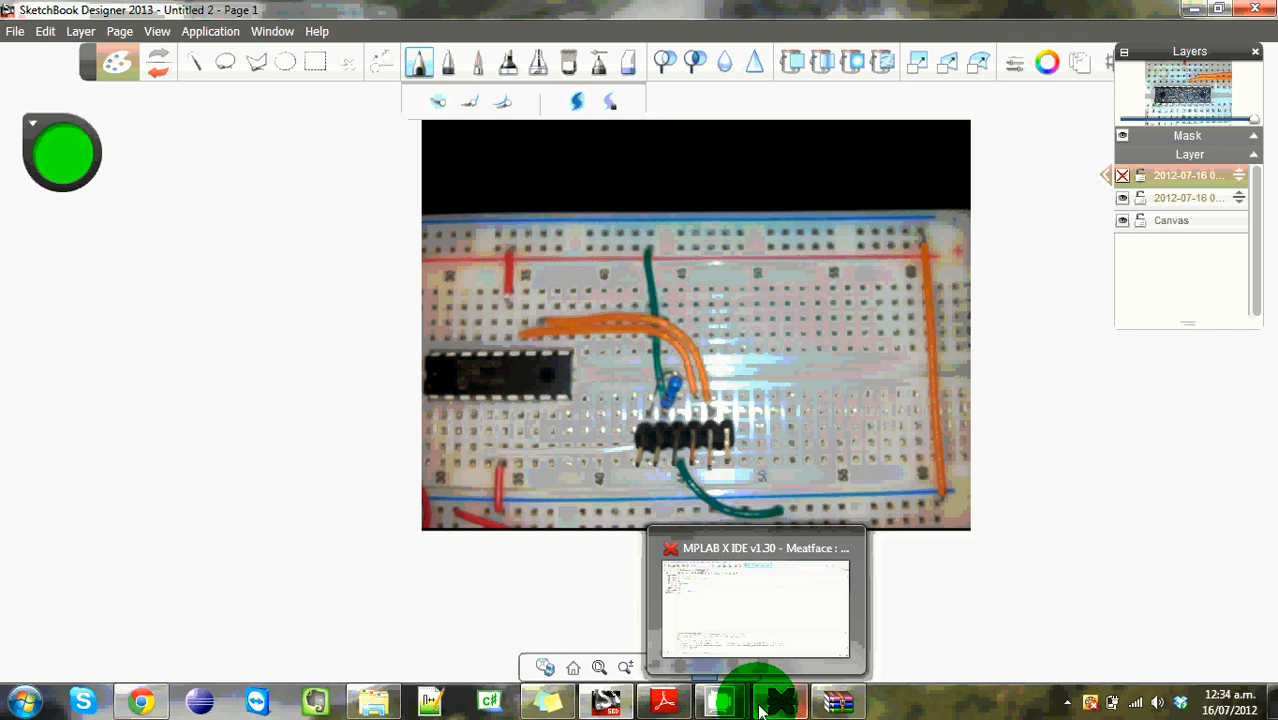 SketchBook Designer 2013 - Untitled 2 - Page 1
File Edit Layer Page View Application Window Help
Layers
Mask
Layer
2012-07-16 0...
2012-07-16 0...
Canvas
MPLAB X IDE v1.30 - Meatface : ...
C#
12:34 a.m.
16/07/2012